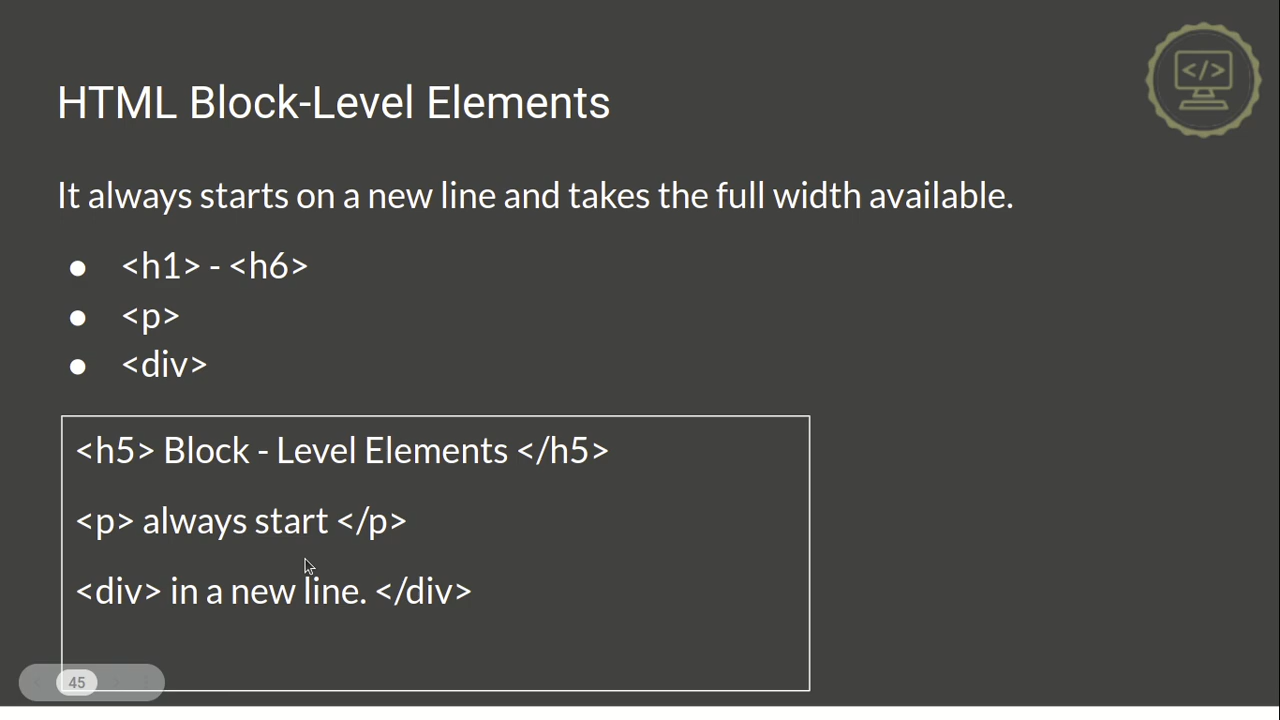 </>
HTML Block-Level Elements
It always starts on a new line and takes the full width available.
● <h1> - <h6>
● <p>
● <div>
<h5> Block - Level Elements </h5>
<p> always start </p>
<div> in a new line. </div>
45